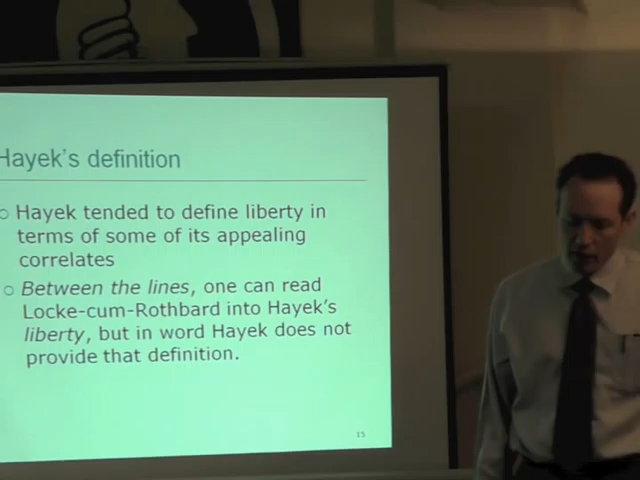 Hayek's definition
Hayek tended to define liberty in
terms of some of its appealing
correlates
Between the lines, one can read
Locke-cum-Rothbard into Hayek's
liberty, but in word Hayek does not
provide that definition.
15